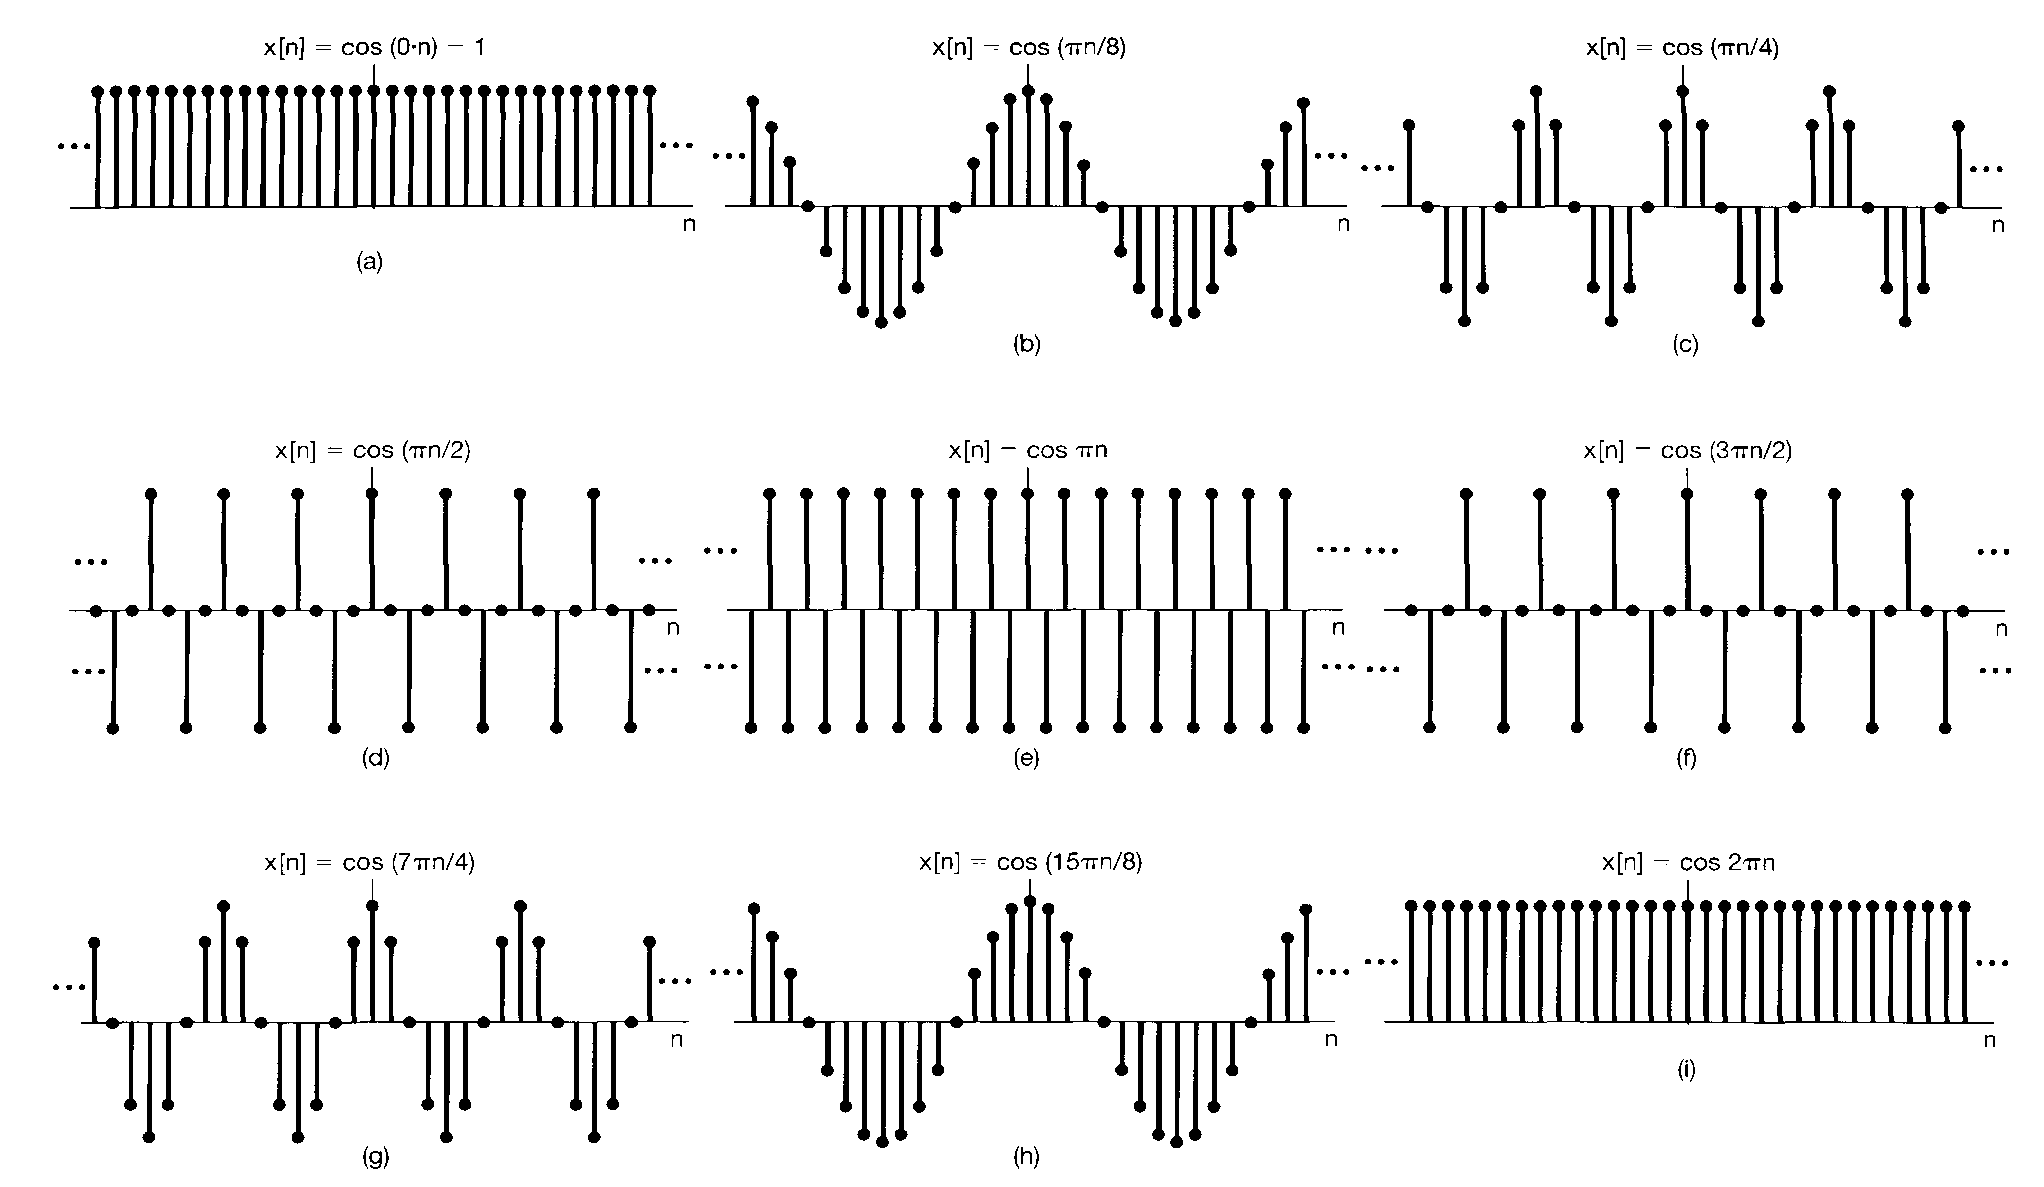 x[n] = cos (0·n) − 1
x[n] − cos (πn/8)
x[n] = cos (πn/4)
n
n
n
(a)
(b)
(c)
x[n] = cos (πn/2)
x[n] − cos πn
x[n] − cos (3πn/2)
n
n
n
(d)
(e)
(f)
x[n] = cos (7πn/4)
x[n] = cos (15πn/8)
x[n] − cos 2πn
n
n
n
(g)
(h)
(i)